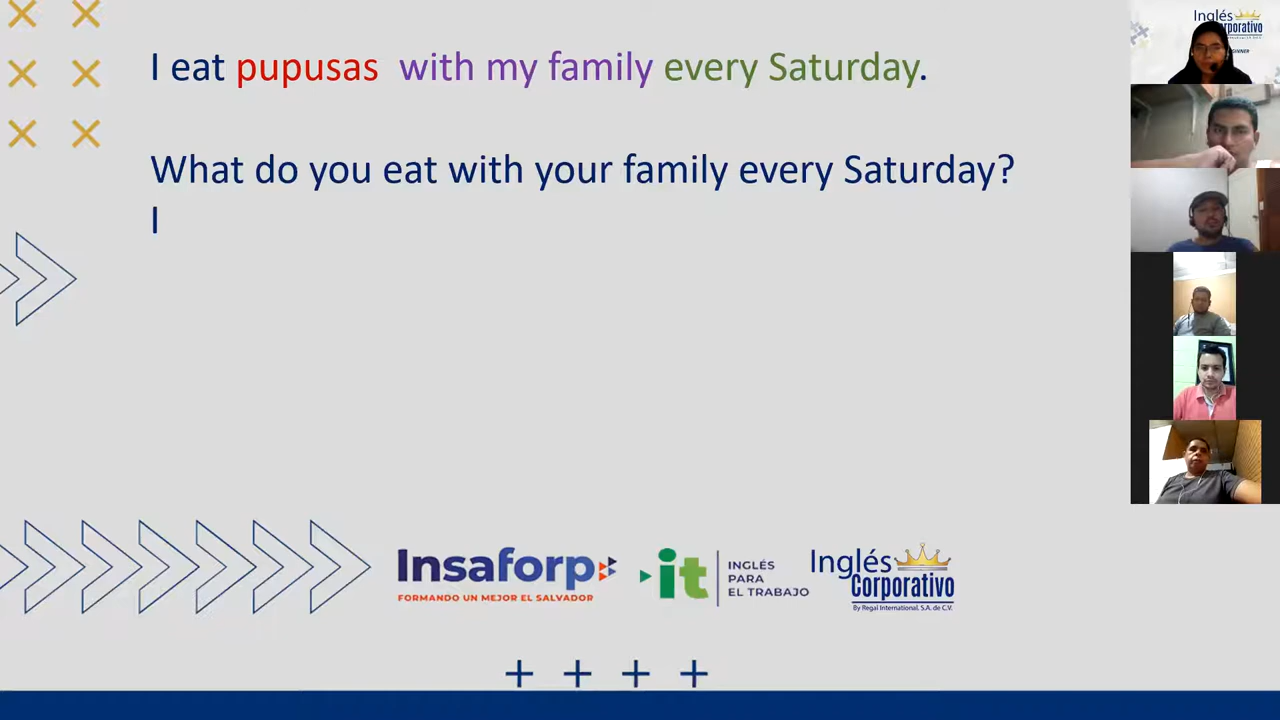 I eat pupusas with my family every Saturday.
What do you eat with your family every Saturday?
I
Insaforp
FORMANDO UN MEJOR EL SALVADOR
it
INGLÉS
PARA
EL TRABAJO
Inglés
Corporativo
By Regal International, S.A. de C.V.
Inglés